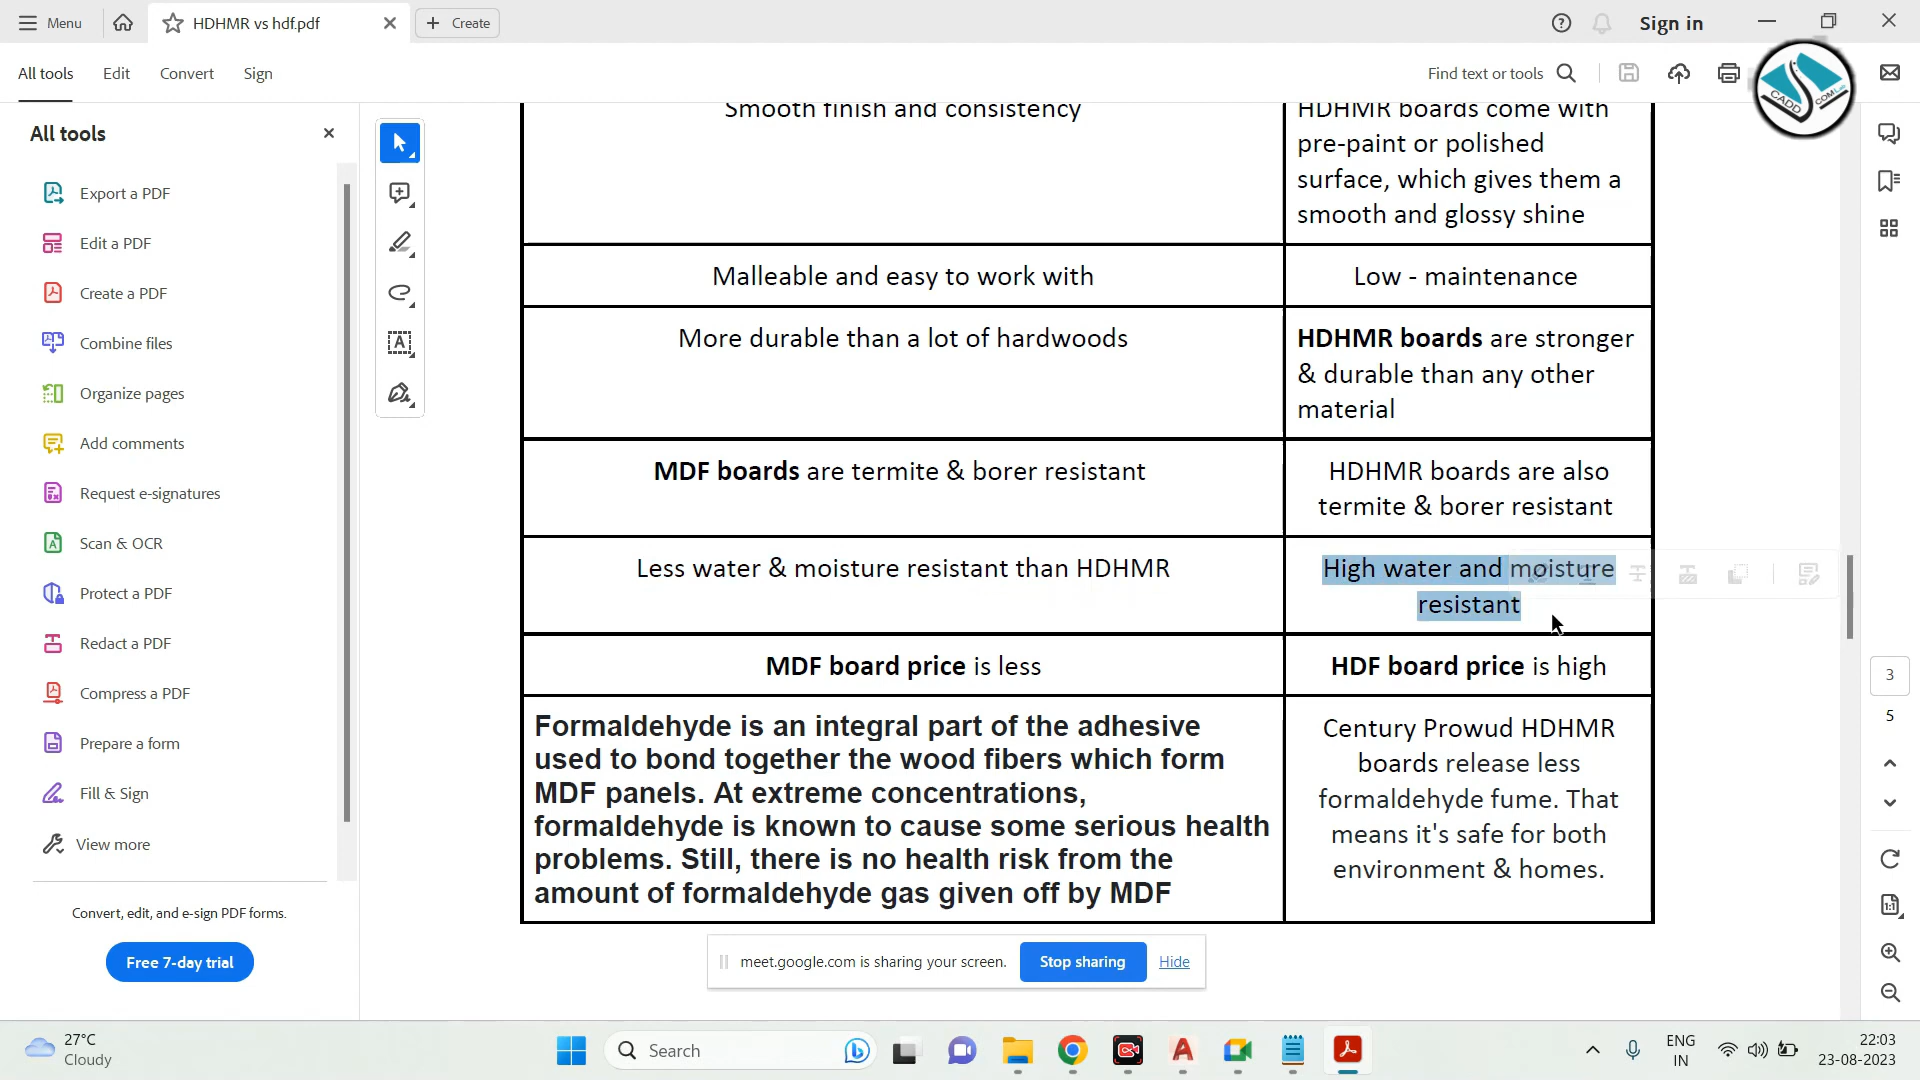 Menu
HDHMR vs hdf.pdf
Create
Sign in
All tools
Edit
Convert
Sign
Find text or tools
CADD
COM Lab
All tools
Export a PDF
Edit a PDF
Create a PDF
Combine files
Organize pages
Add comments
Request e-signatures
Scan & OCR
Protect a PDF
Redact a PDF
Compress a PDF
Prepare a form
Fill & Sign
View more
Convert, edit, and e-sign PDF forms.
Free 7-day trial
Smooth finish and consistency
HDHMR boards come with
pre-paint or polished
surface, which gives them a
smooth and glossy shine
Malleable and easy to work with
Low - maintenance
More durable than a lot of hardwoods
HDHMR boards are stronger
& durable than any other
material
MDF boards are termite & borer resistant
HDHMR boards are also
termite & borer resistant
Less water & moisture resistant than HDHMR
High water and moisture
resistant
MDF board price is less
HDF board price is high
Formaldehyde is an integral part of the adhesive
used to bond together the wood fibers which form
MDF panels. At extreme concentrations,
formaldehyde is known to cause some serious health
problems. Still, there is no health risk from the
amount of formaldehyde gas given off by MDF
Century Prowud HDHMR
boards release less
formaldehyde fume. That
means it's safe for both
environment & homes.
3
5
1:1
meet.google.com is sharing your screen.
Stop sharing
Hide
27°C
Cloudy
Search
ENG
IN
22:03
23-08-2023